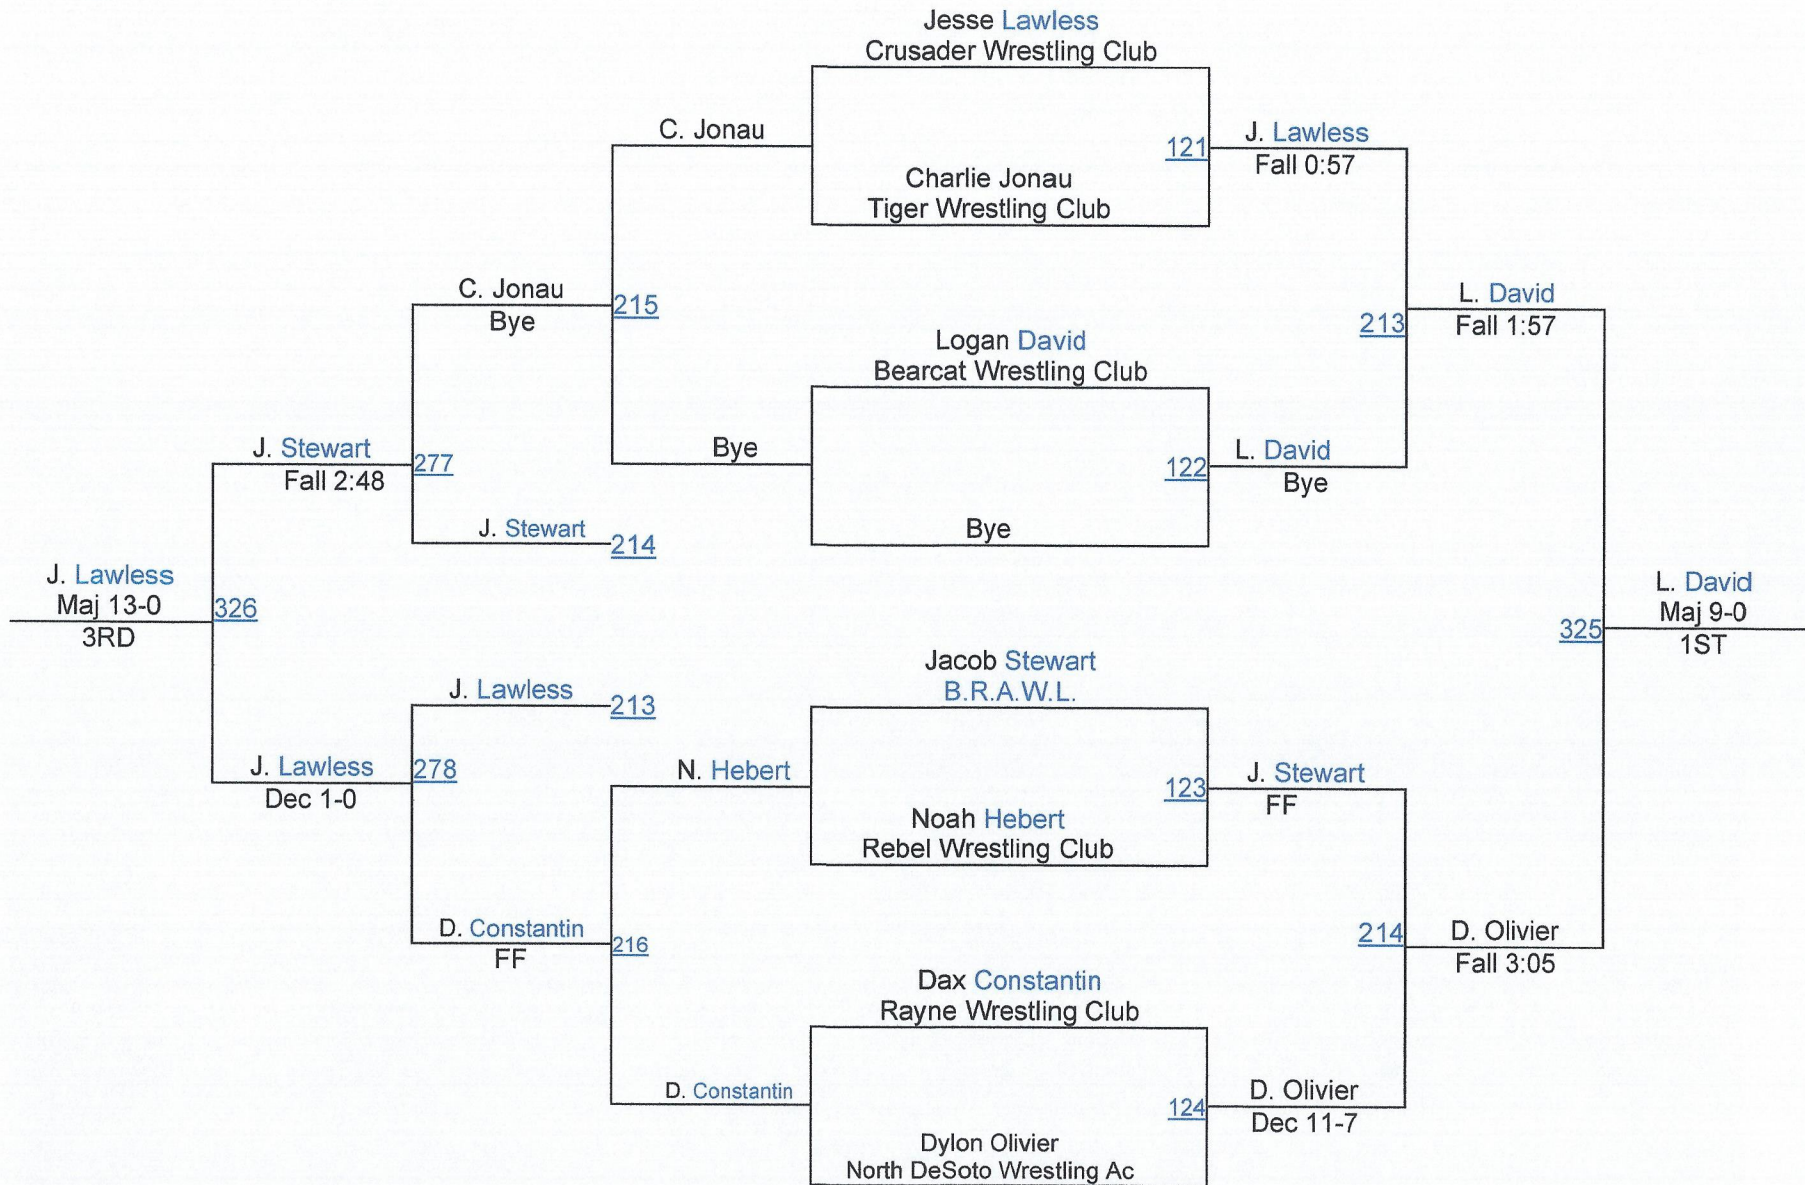 Jesse Lawless
Crusader Wrestling Club
C. Jonau
121
J. Lawless
Fall 0:57
Charlie Jonau
Tiger Wrestling Club
C. Jonau
Bye
215
L. David
Fall 1:57
213
Logan David
Bearcat Wrestling Club
J. Stewart
Fall 2:48
277
Bye
122
L. David
Bye
J. Stewart
214
Bye
J. Lawless
Maj 13-0
3RD
326
L. David
Maj 9-0
1ST
325
Jacob Stewart
B.R.A.W.L.
J. Lawless
213
J. Lawless
Dec 1-0
278
N. Hebert
123
J. Stewart
FF
Noah Hebert
Rebel Wrestling Club
D. Constantin
FF
216
214
D. Olivier
Fall 3:05
Dax Constantin
Rayne Wrestling Club
D. Constantin
124
D. Olivier
Dec 11-7
Dylon Olivier
North DeSoto Wrestling Ac